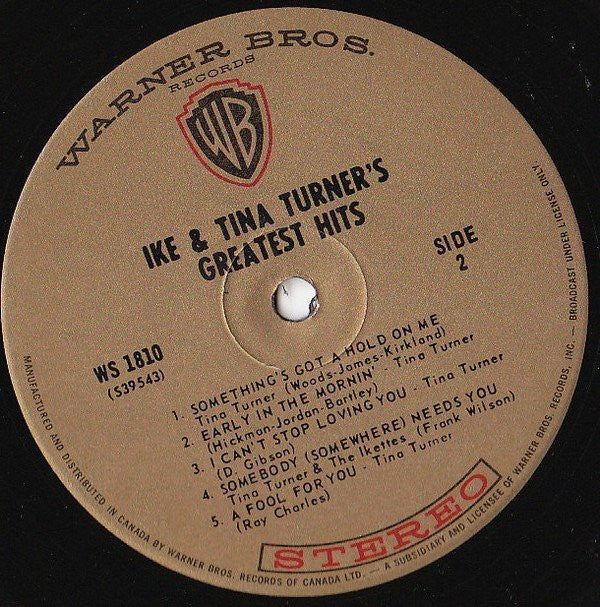 WARNER BROS.
RECORDS
WB
IKE & TINA TURNER'S
GREATEST HITS
SIDE
2
WS 1810
(S39543)
1. SOMETHING'S GOT A HOLD ON ME
Tina Turner (Woods-James-Kirkland)
2. EARLY IN THE MORNIN' - Tina Turner
(Hickman-Jordan-Bartley)
3. I CAN'T STOP LOVING YOU - Tina Turner
(D. Gibson)
4. SOMEBODY (SOMEWHERE) NEEDS YOU
Tina Turner & The Ikettes (Frank Wilson)
5. A FOOL FOR YOU - Tina Turner
(Ray Charles)
STEREO
MANUFACTURED AND DISTRIBUTED IN CANADA BY WARNER BROS. RECORDS OF CANADA LTD. — A SUBSIDIARY AND LICENSEE OF WARNER BROS. RECORDS, INC. — BROADCAST UNDER LICENSE ONLY